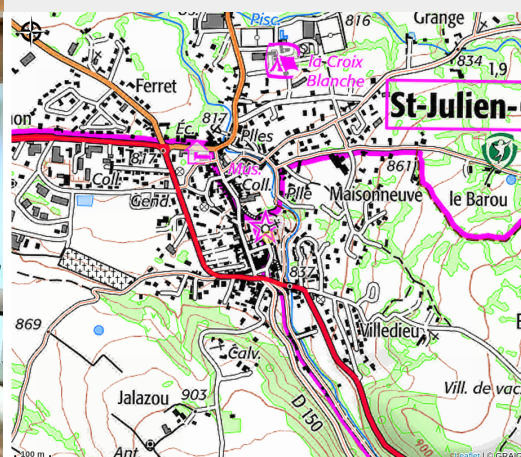 Pisc.
816
Grange
la Croix
Blanche
834
1,9
Ferret
817
St-Julien-
Éc.
Plles
Mus.
817
861
Coll.
Coll.
Plle
Maisonneuve
le Barou
Gend.
837
869
Villedieu
Calv.
Vill. de vac
Jalazou
903
D 150
900
Ant
100 m
Leaflet | © GRAIG